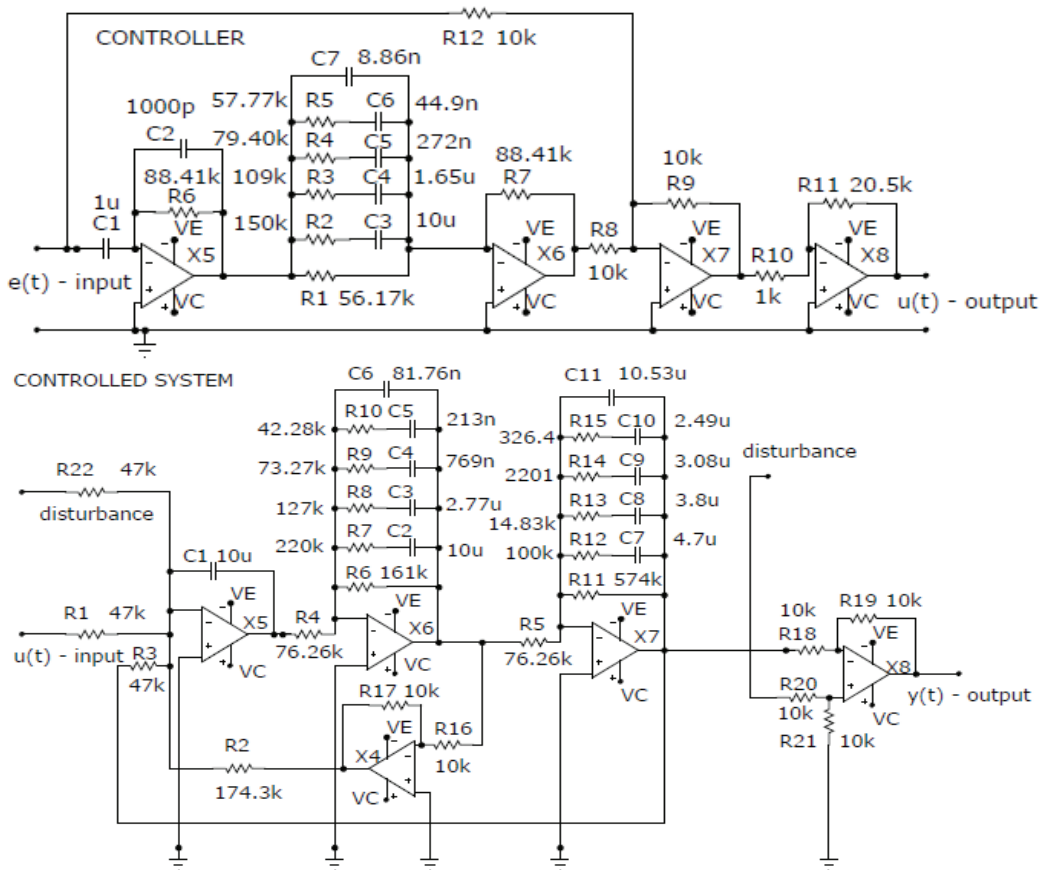 R12 10k
CONTROLLER
C7 8.86n
57.77k R5 C6 44.9n
1000p
C2
79.40k R4 C5 272n
88.41k
R6
109k R3 C4 1.65u
88.41k
R7
10k
R9
R11 20.5k
1u
C1
150k R2 C3 10u
VE
X5
VC
VE
X6
VC
R8
10k
VE
X7
VC
R10
1k
VE
X8
VC
e(t) - input
R1 56.17k
u(t) - output
CONTROLLED SYSTEM
C6 81.76n
C11 10.53u
42.28k R10 C5 213n
326.4 R15 C10 2.49u
disturbance
R22 47k
73.27k R9 C4 769n
2201 R14 C9 3.08u
disturbance
127k R8 C3 2.77u
14.83k R13 C8 3.8u
220k R7 C2 10u
100k R12 C7 4.7u
C1 10u
R6 161k
R11 574k
R1 47k
u(t) - input
VE
X5
VC
R4
76.26k
VE
X6
VC
R5
76.26k
VE
X7
VC
10k
R18
R19 10k
VE
X8
VC
R3
47k
R20
10k
R21 10k
y(t) - output
R17 10k
VE
X4
VC
R16
10k
R2
174.3k